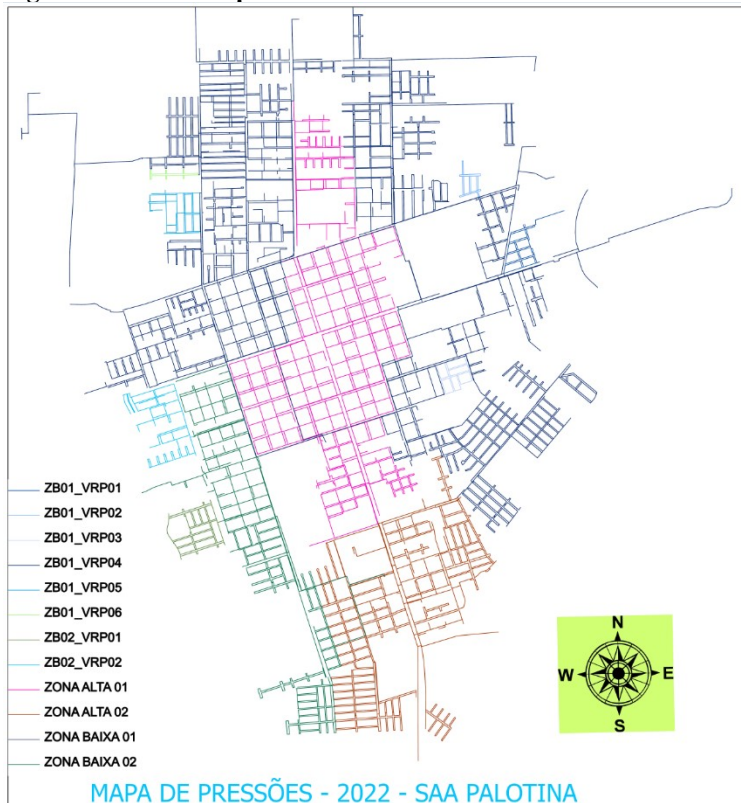 N
W
E
S
ZB01_VRP01
ZB01_VRP02
ZB01_VRP03
ZB01_VRP04
ZB01_VRP05
ZB01_VRP06
ZB02_VRP01
ZB02_VRP02
ZONA ALTA 01
ZONA ALTA 02
ZONA BAIXA 01
ZONA BAIXA 02
MAPA DE PRESSÕES - 2022 - SAA PALOTINA